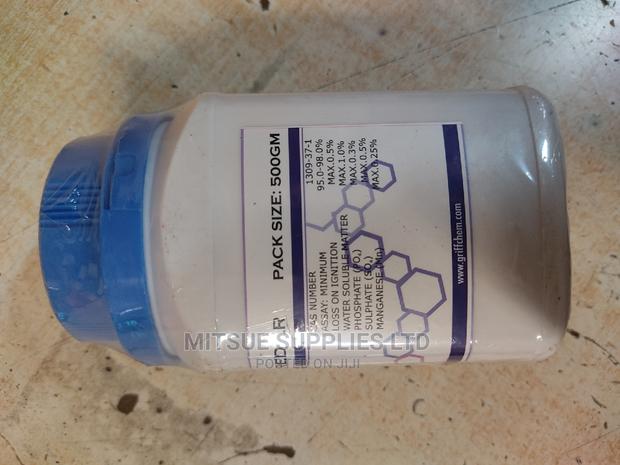 ED AR
PACK SIZE: 500GM
CAS NUMBER 1309-37-1
ASSAY: MINIMUM 95.0-98.0%
LOSS ON IGNITION MAX.0.5%
WATER SOLUBLE MATTER MAX.1.0%
PHOSPHATE (PO₄) MAX.0.3%
SULPHATE (SO₄) MAX.0.5%
MANGANESE (Mn) MAX.0.25%
www.griffchem.com
MITSUE SUPPLIES LTD
POSTED ON JIJI